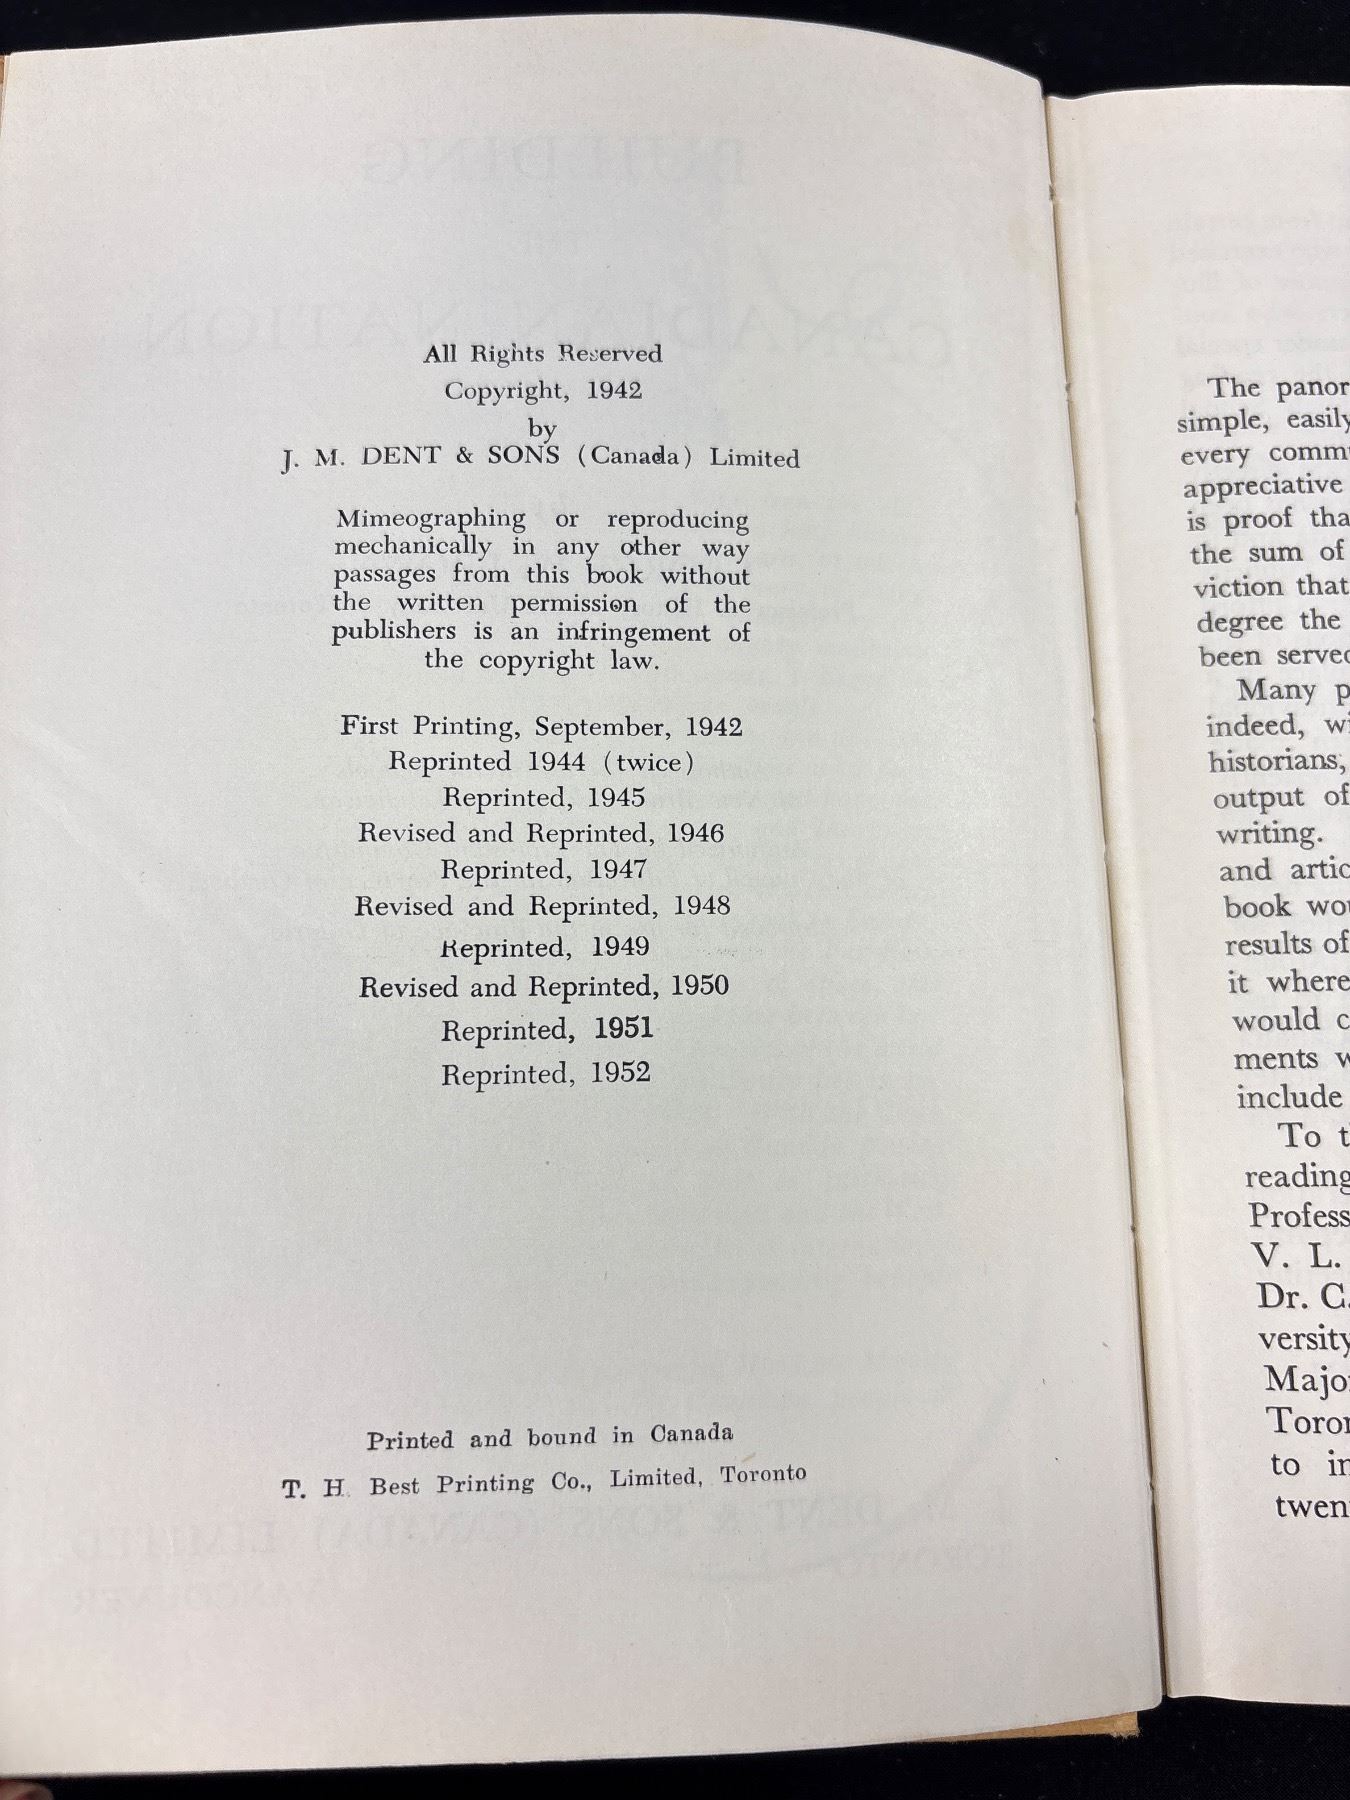 All Rights Reserved
Copyright, 1942
by
J. M. DENT & SONS (Canada) Limited
Mimeographing or reproducing
mechanically in any other way
passages from this book without
the written permission of the
publishers is an infringement of
the copyright law.
First Printing, September, 1942
Reprinted 1944 (twice)
Reprinted, 1945
Revised and Reprinted, 1946
Reprinted, 1947
Revised and Reprinted, 1948
Reprinted, 1949
Revised and Reprinted, 1950
Reprinted, 1951
Reprinted, 1952
Printed and bound in Canada
T. H. Best Printing Co., Limited, Toronto
The panor
simple, easily
every comm
appreciative
is proof tha
the sum of
viction that
degree the
been served
Many p
indeed, wi
historians,
output of
writing.
and artic
book wou
results of
it where
would c
ments w
include
To t
reading
Profess
V. L.
Dr. C.
versity
Major
Toron
to in
twen